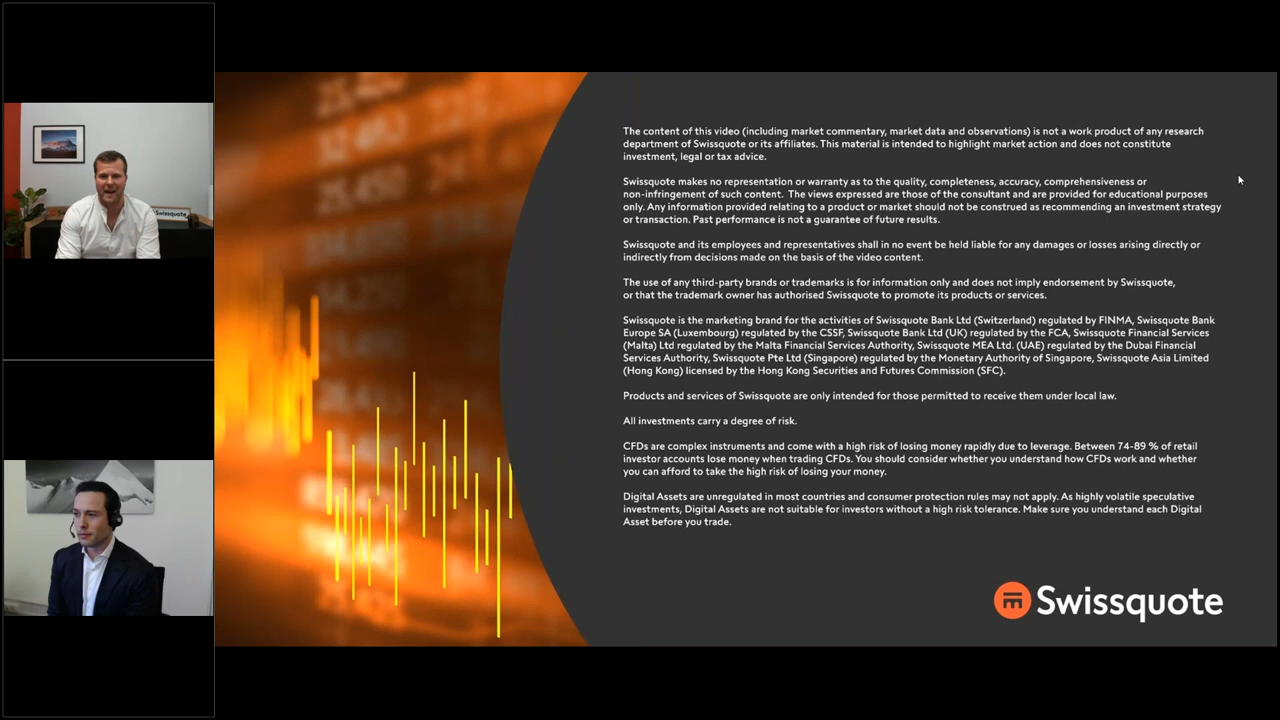 The content of this video (including market commentary, market data and observations) is not a work product of any research
department of Swissquote or its affiliates. This material is intended to highlight market action and does not constitute
investment, legal or tax advice.
Swissquote makes no representation or warranty as to the quality, completeness, accuracy, comprehensiveness or
non-infringement of such content. The views expressed are those of the consultant and are provided for educational purposes
only. Any information provided relating to a product or market should not be construed as recommending an investment strategy
or transaction. Past performance is not a guarantee of future results.
Swissquote and its employees and representatives shall in no event be held liable for any damages or losses arising directly or
indirectly from decisions made on the basis of the video content.
The use of any third-party brands or trademarks is for information only and does not imply endorsement by Swissquote,
or that the trademark owner has authorised Swissquote to promote its products or services.
Swissquote is the marketing brand for the activities of Swissquote Bank Ltd (Switzerland) regulated by FINMA, Swissquote Bank
Europe SA (Luxembourg) regulated by the CSSF, Swissquote Bank Ltd (UK) regulated by the FCA, Swissquote Financial Services
(Malta) Ltd regulated by the Malta Financial Services Authority, Swissquote MEA Ltd. (UAE) regulated by the Dubai Financial
Services Authority, Swissquote Pte Ltd (Singapore) regulated by the Monetary Authority of Singapore, Swissquote Asia Limited
(Hong Kong) licensed by the Hong Kong Securities and Futures Commission (SFC).
Products and services of Swissquote are only intended for those permitted to receive them under local law.
All investments carry a degree of risk.
CFDs are complex instruments and come with a high risk of losing money rapidly due to leverage. Between 74-89 % of retail
investor accounts lose money when trading CFDs. You should consider whether you understand how CFDs work and whether
you can afford to take the high risk of losing your money.
Digital Assets are unregulated in most countries and consumer protection rules may not apply. As highly volatile speculative
investments, Digital Assets are not suitable for investors without a high risk tolerance. Make sure you understand each Digital
Asset before you trade.
Swissquote
Swissquote